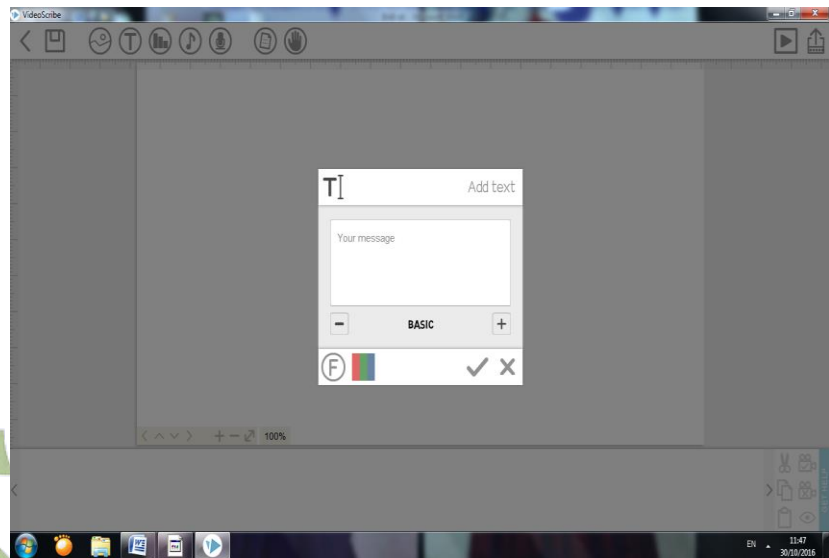 VideoScribe
T Add text
Your message
BASIC
F
100%
EN 11:47
30/10/2016